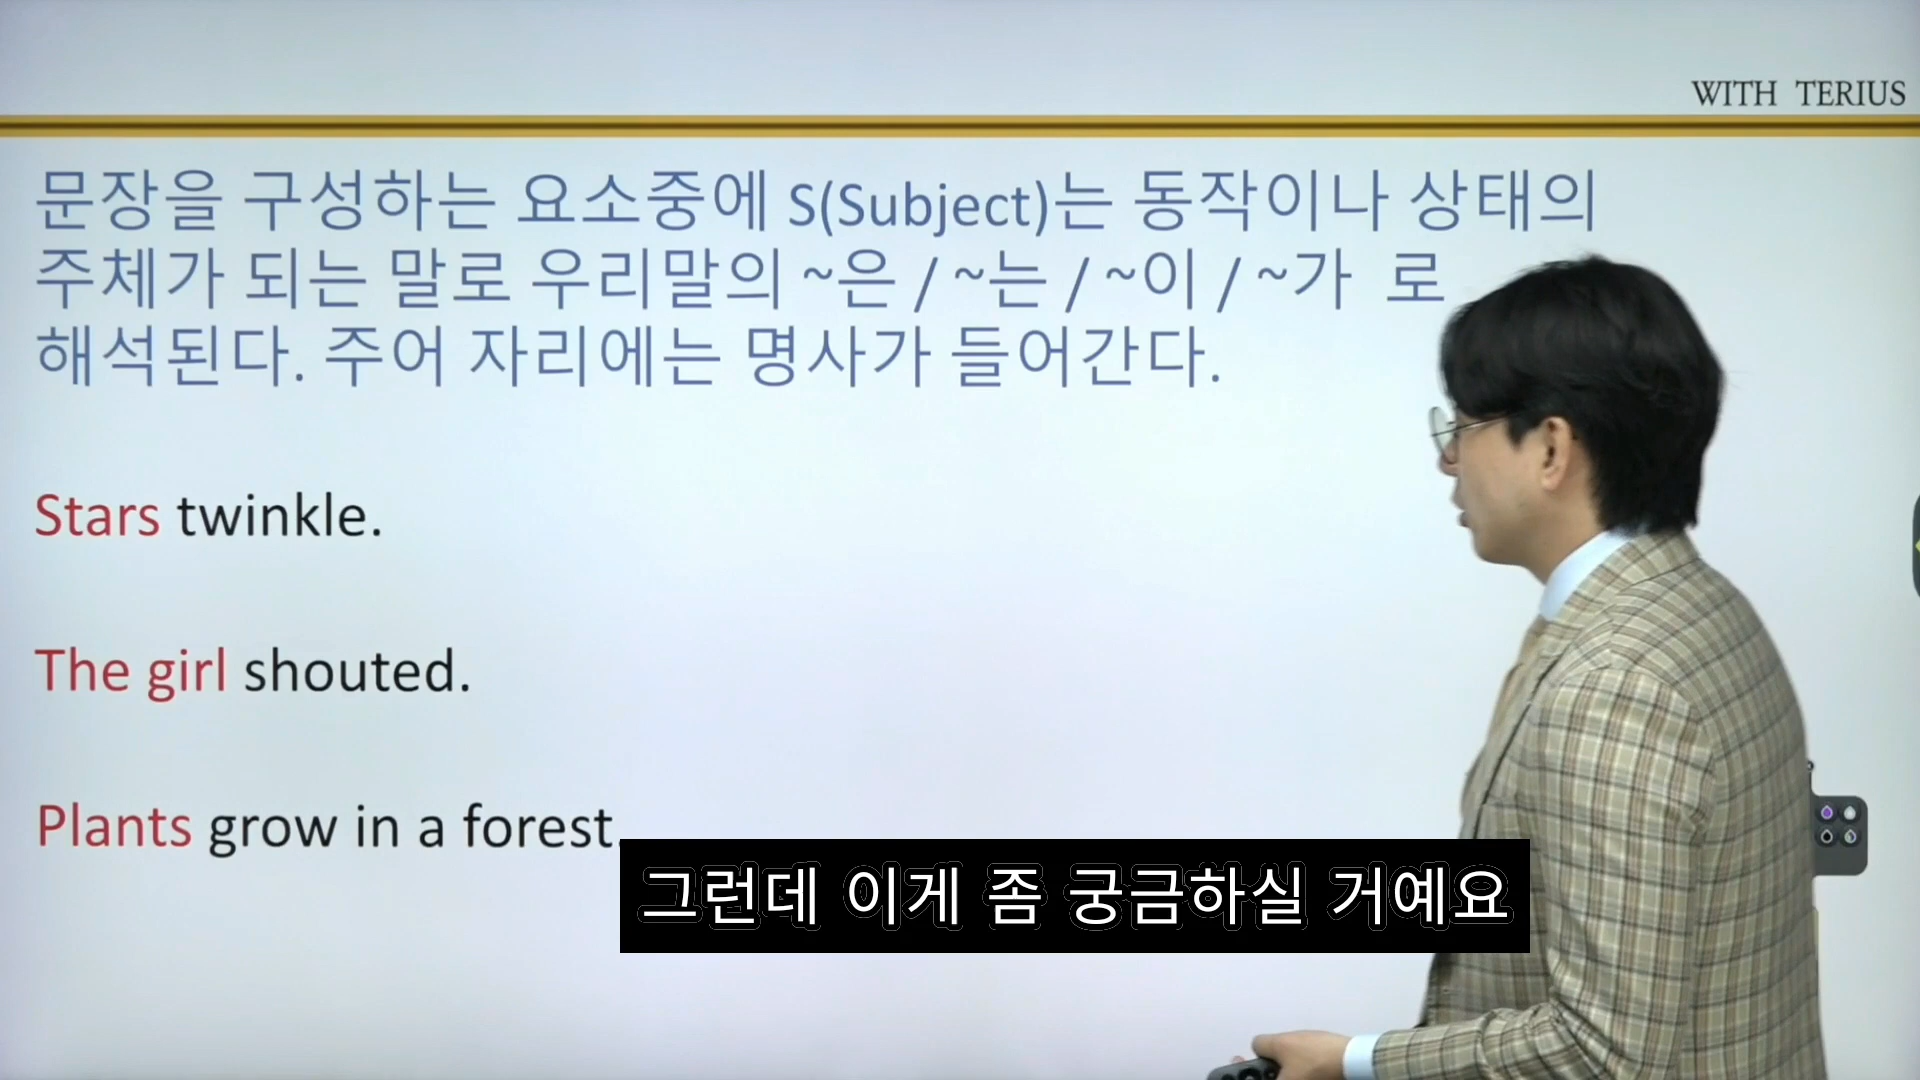 WITH TERIUS
문장을 구성하는 요소중에 S(Subject)는 동작이나 상태의
주체가 되는 말로 우리말의 ~은 / ~는 / ~이 / ~가 로
해석된다. 주어 자리에는 명사가 들어간다.
Stars twinkle.
The girl shouted.
Plants grow in a forest.
그런데 이게 좀 궁금하실 거예요